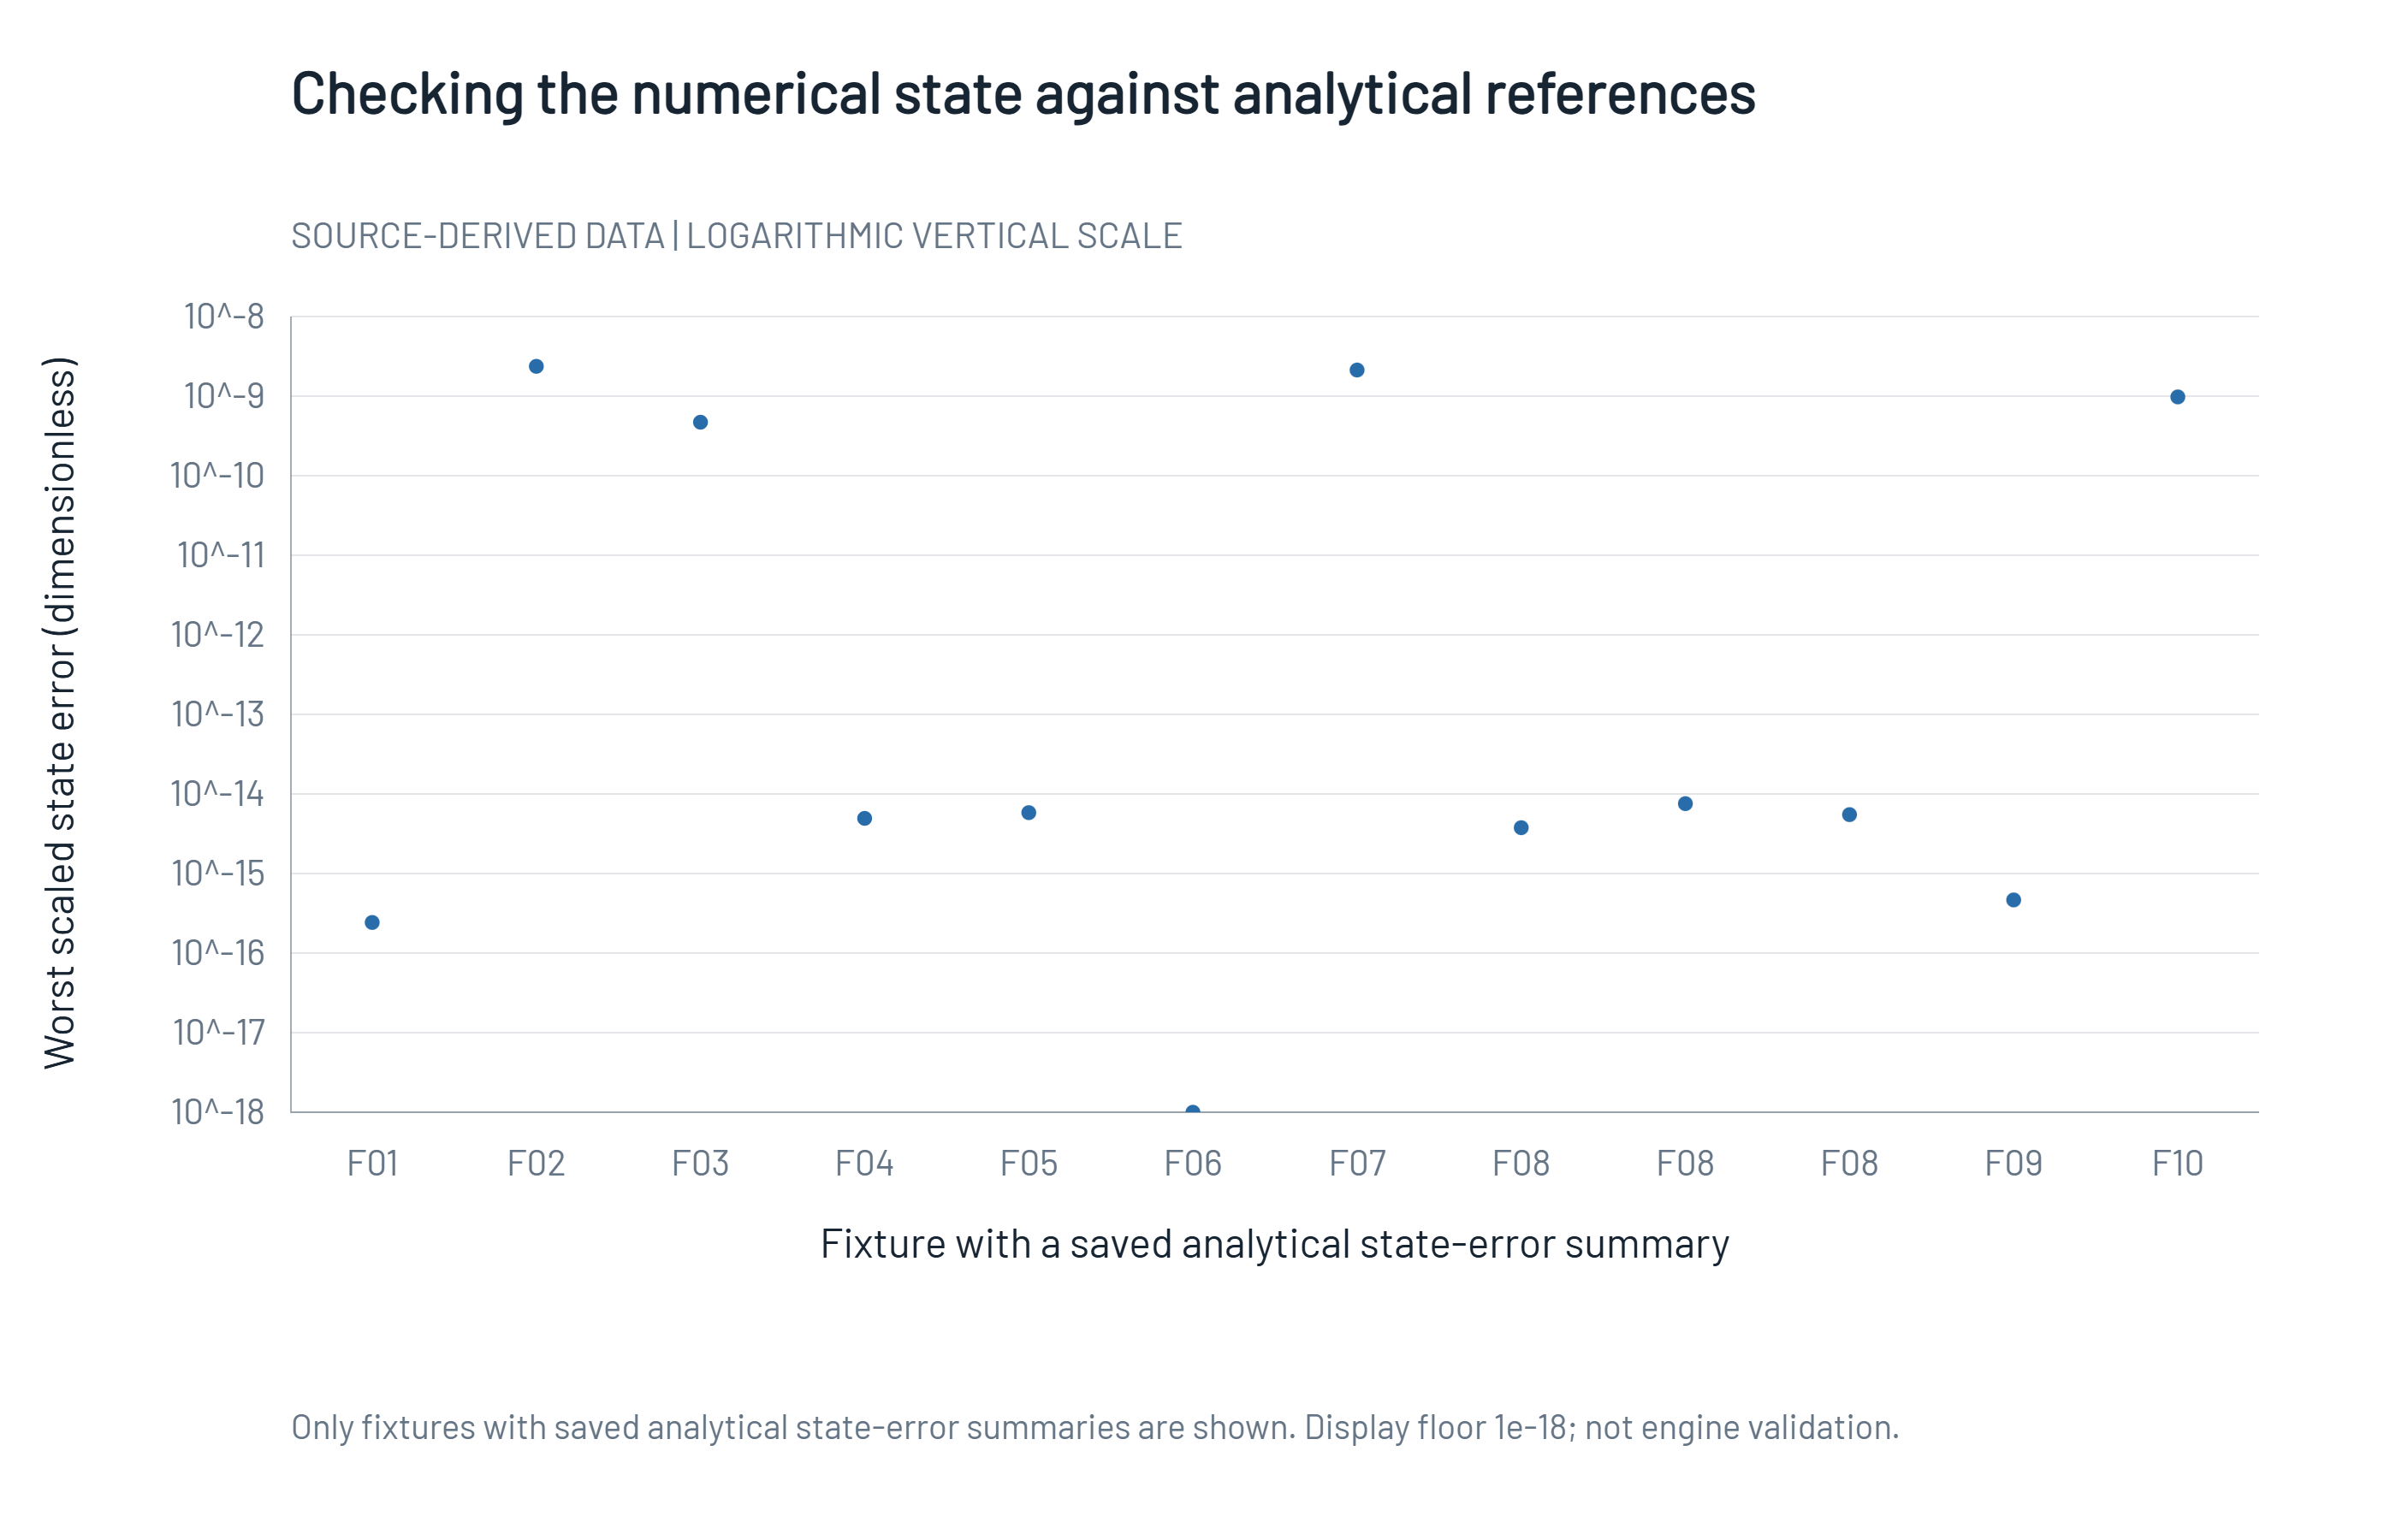 Checking the numerical state against analytical references
SOURCE-DERIVED DATA | LOGARITHMIC VERTICAL SCALE
Worst scaled state error (dimensionless)
10^-8
10^-9
10^-10
10^-11
10^-12
10^-13
10^-14
10^-15
10^-16
10^-17
10^-18
F01 F02 F03 F04 F05 F06 F07 F08 F08 F08 F09 F10
Fixture with a saved analytical state-error summary
Only fixtures with saved analytical state-error summaries are shown. Display floor 1e-18; not engine validation.